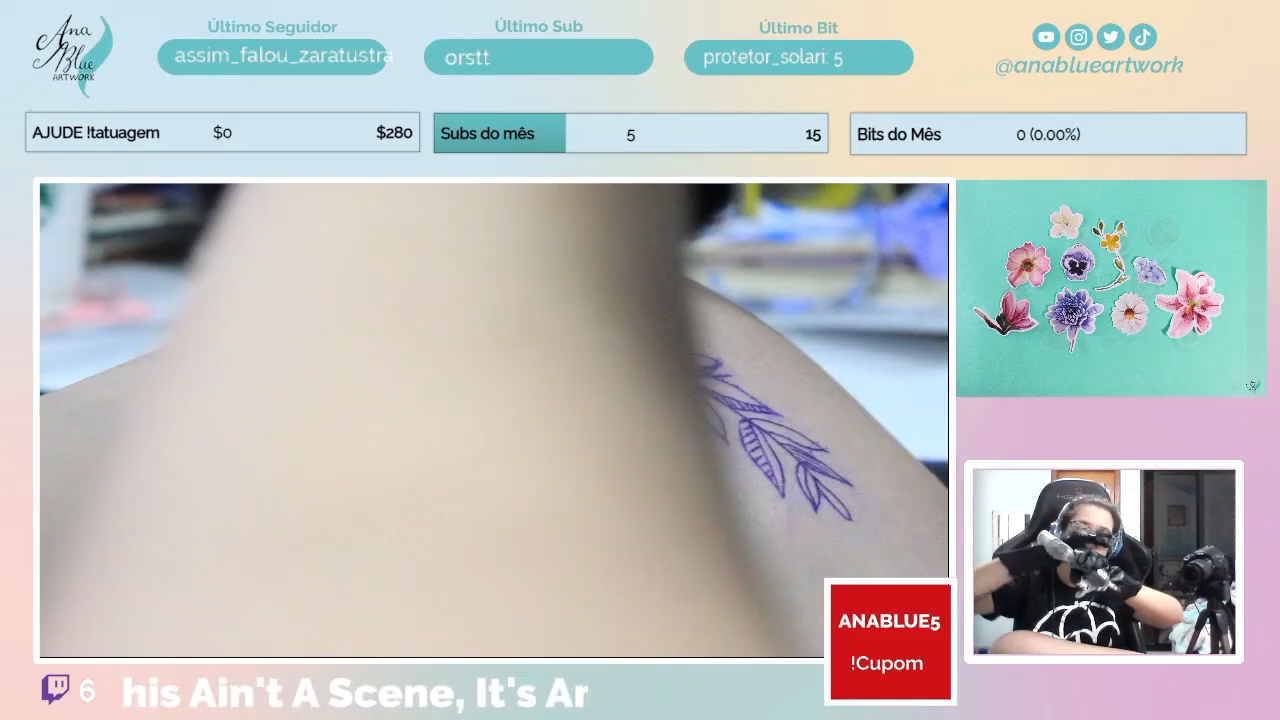 Ana
Blue
ARTWORK
Último Seguidor
assim_falou_zaratustra
Último Sub
orstt
Último Bit
protetor_solari: 5
@anablueartwork
AJUDE !tatuagem $0 $280
Subs do mês 5 15
Bits do Mês 0 (0.00%)
ANABLUE5
!Cupom
6 his Ain't A Scene, It's Ar